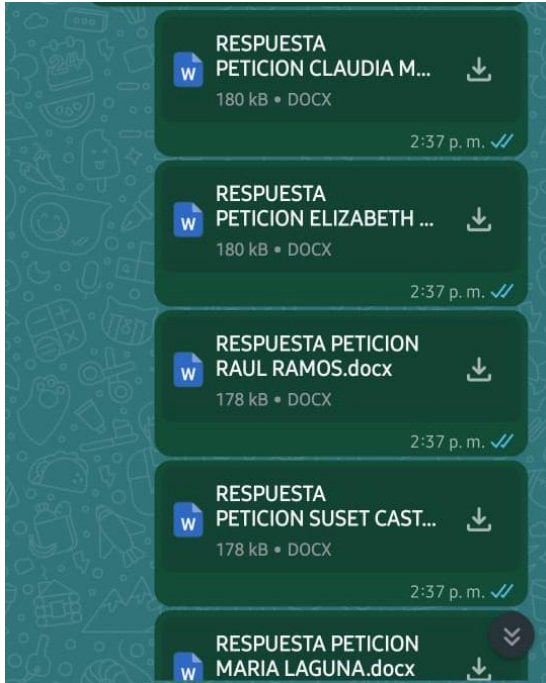 RESPUESTA
PETICION CLAUDIA M...
W
180 kB • DOCX
2:37 p. m.
RESPUESTA
PETICION ELIZABETH ...
W
180 kB • DOCX
2:37 p. m.
RESPUESTA PETICION
RAUL RAMOS.docx
W
178 kB • DOCX
2:37 p. m.
RESPUESTA
PETICION SUSET CAST...
W
178 kB • DOCX
2:37 p. m.
RESPUESTA PETICION
MARIA LAGUNA.docx
W